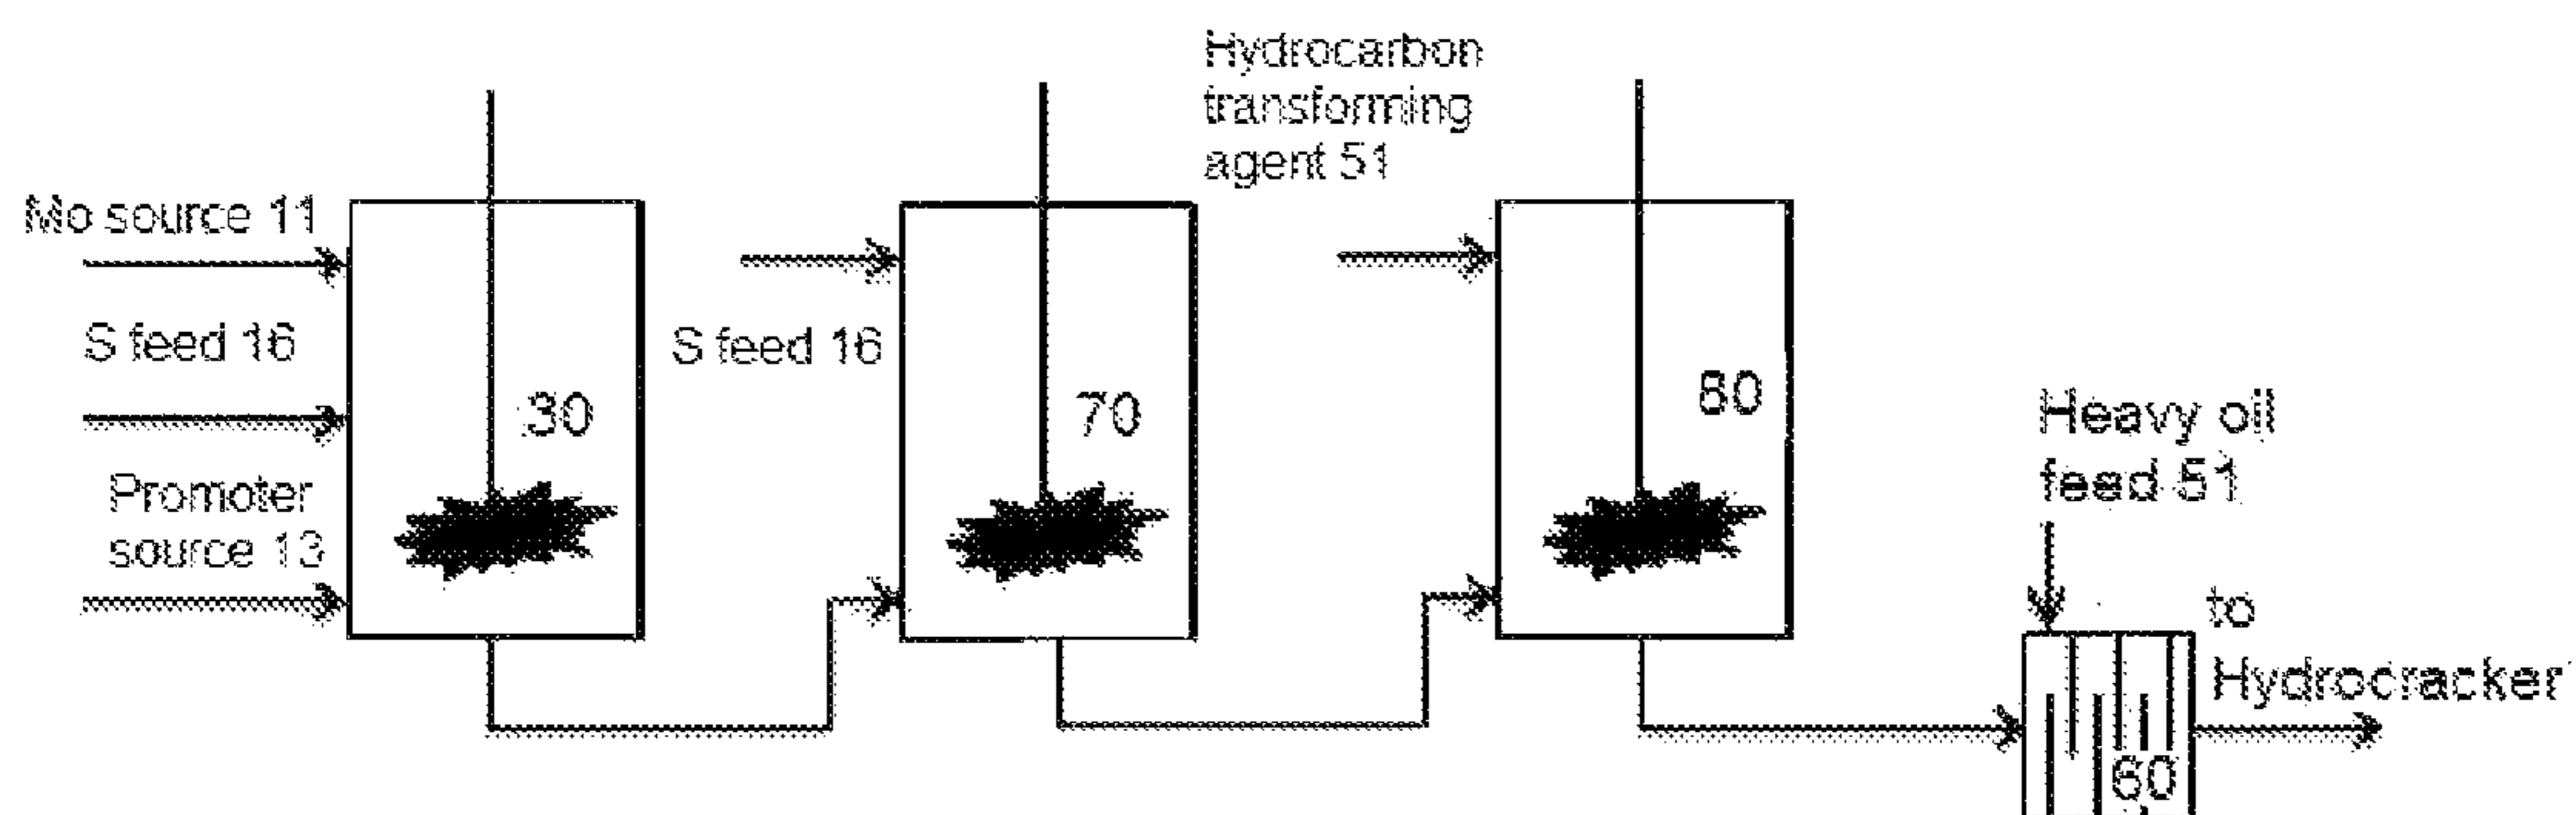 Hydrocarbon
transforming
agent 51
Mo source 11
S feed 16
Promoter
source 13
30
S feed 16
70
80
Heavy oil
feed 51
to
Hydrocracker
60